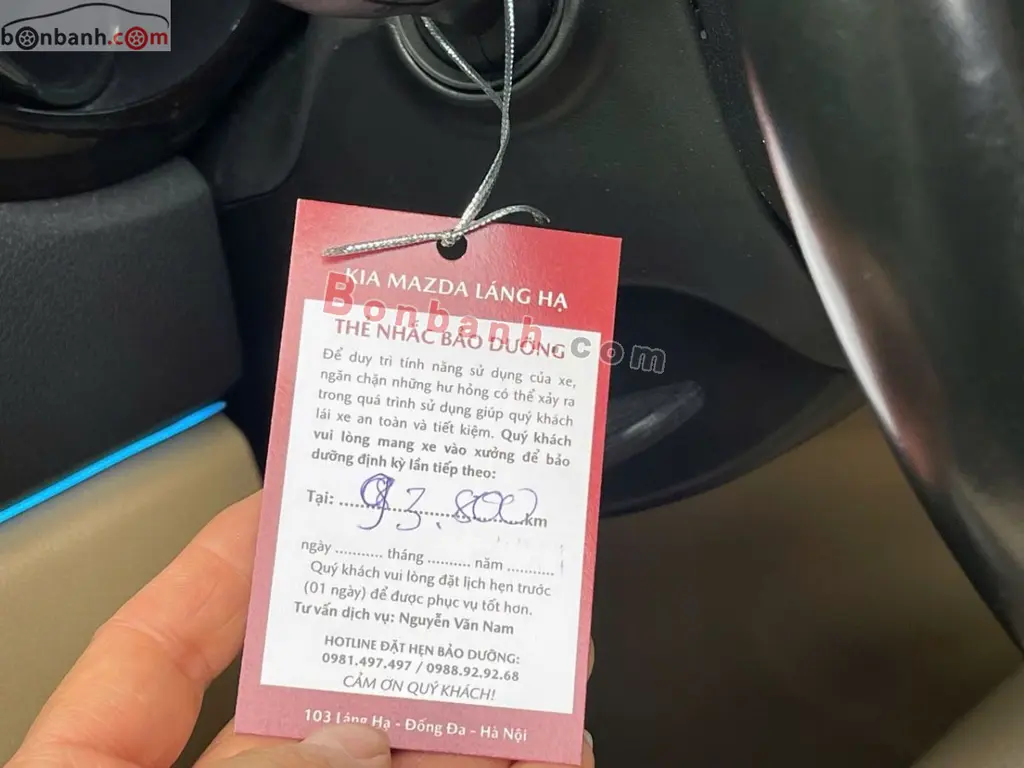 bonbanh.com
KIA MAZDA LÁNG HẠ
Bonbanh.com
THẺ NHẮC BẢO DƯỠNG
Để duy trì tính năng sử dụng của xe,
ngăn chặn những hư hỏng có thể xảy ra
trong quá trình sử dụng giúp quý khách
lái xe an toàn và tiết kiệm. Quý khách
vui lòng mang xe vào xưởng để bảo
dưỡng định kỳ lần tiếp theo:
Tại: 93.800 km
ngày ........... tháng .......... năm ...........
Quý khách vui lòng đặt lịch hẹn trước
(01 ngày) để được phục vụ tốt hơn.
Tư vấn dịch vụ: Nguyễn Văn Nam
HOTLINE ĐẶT HẸN BẢO DƯỠNG:
0981.497.497 / 0988.92.92.68
CẢM ƠN QUÝ KHÁCH!
103 Láng Hạ - Đống Đa - Hà Nội